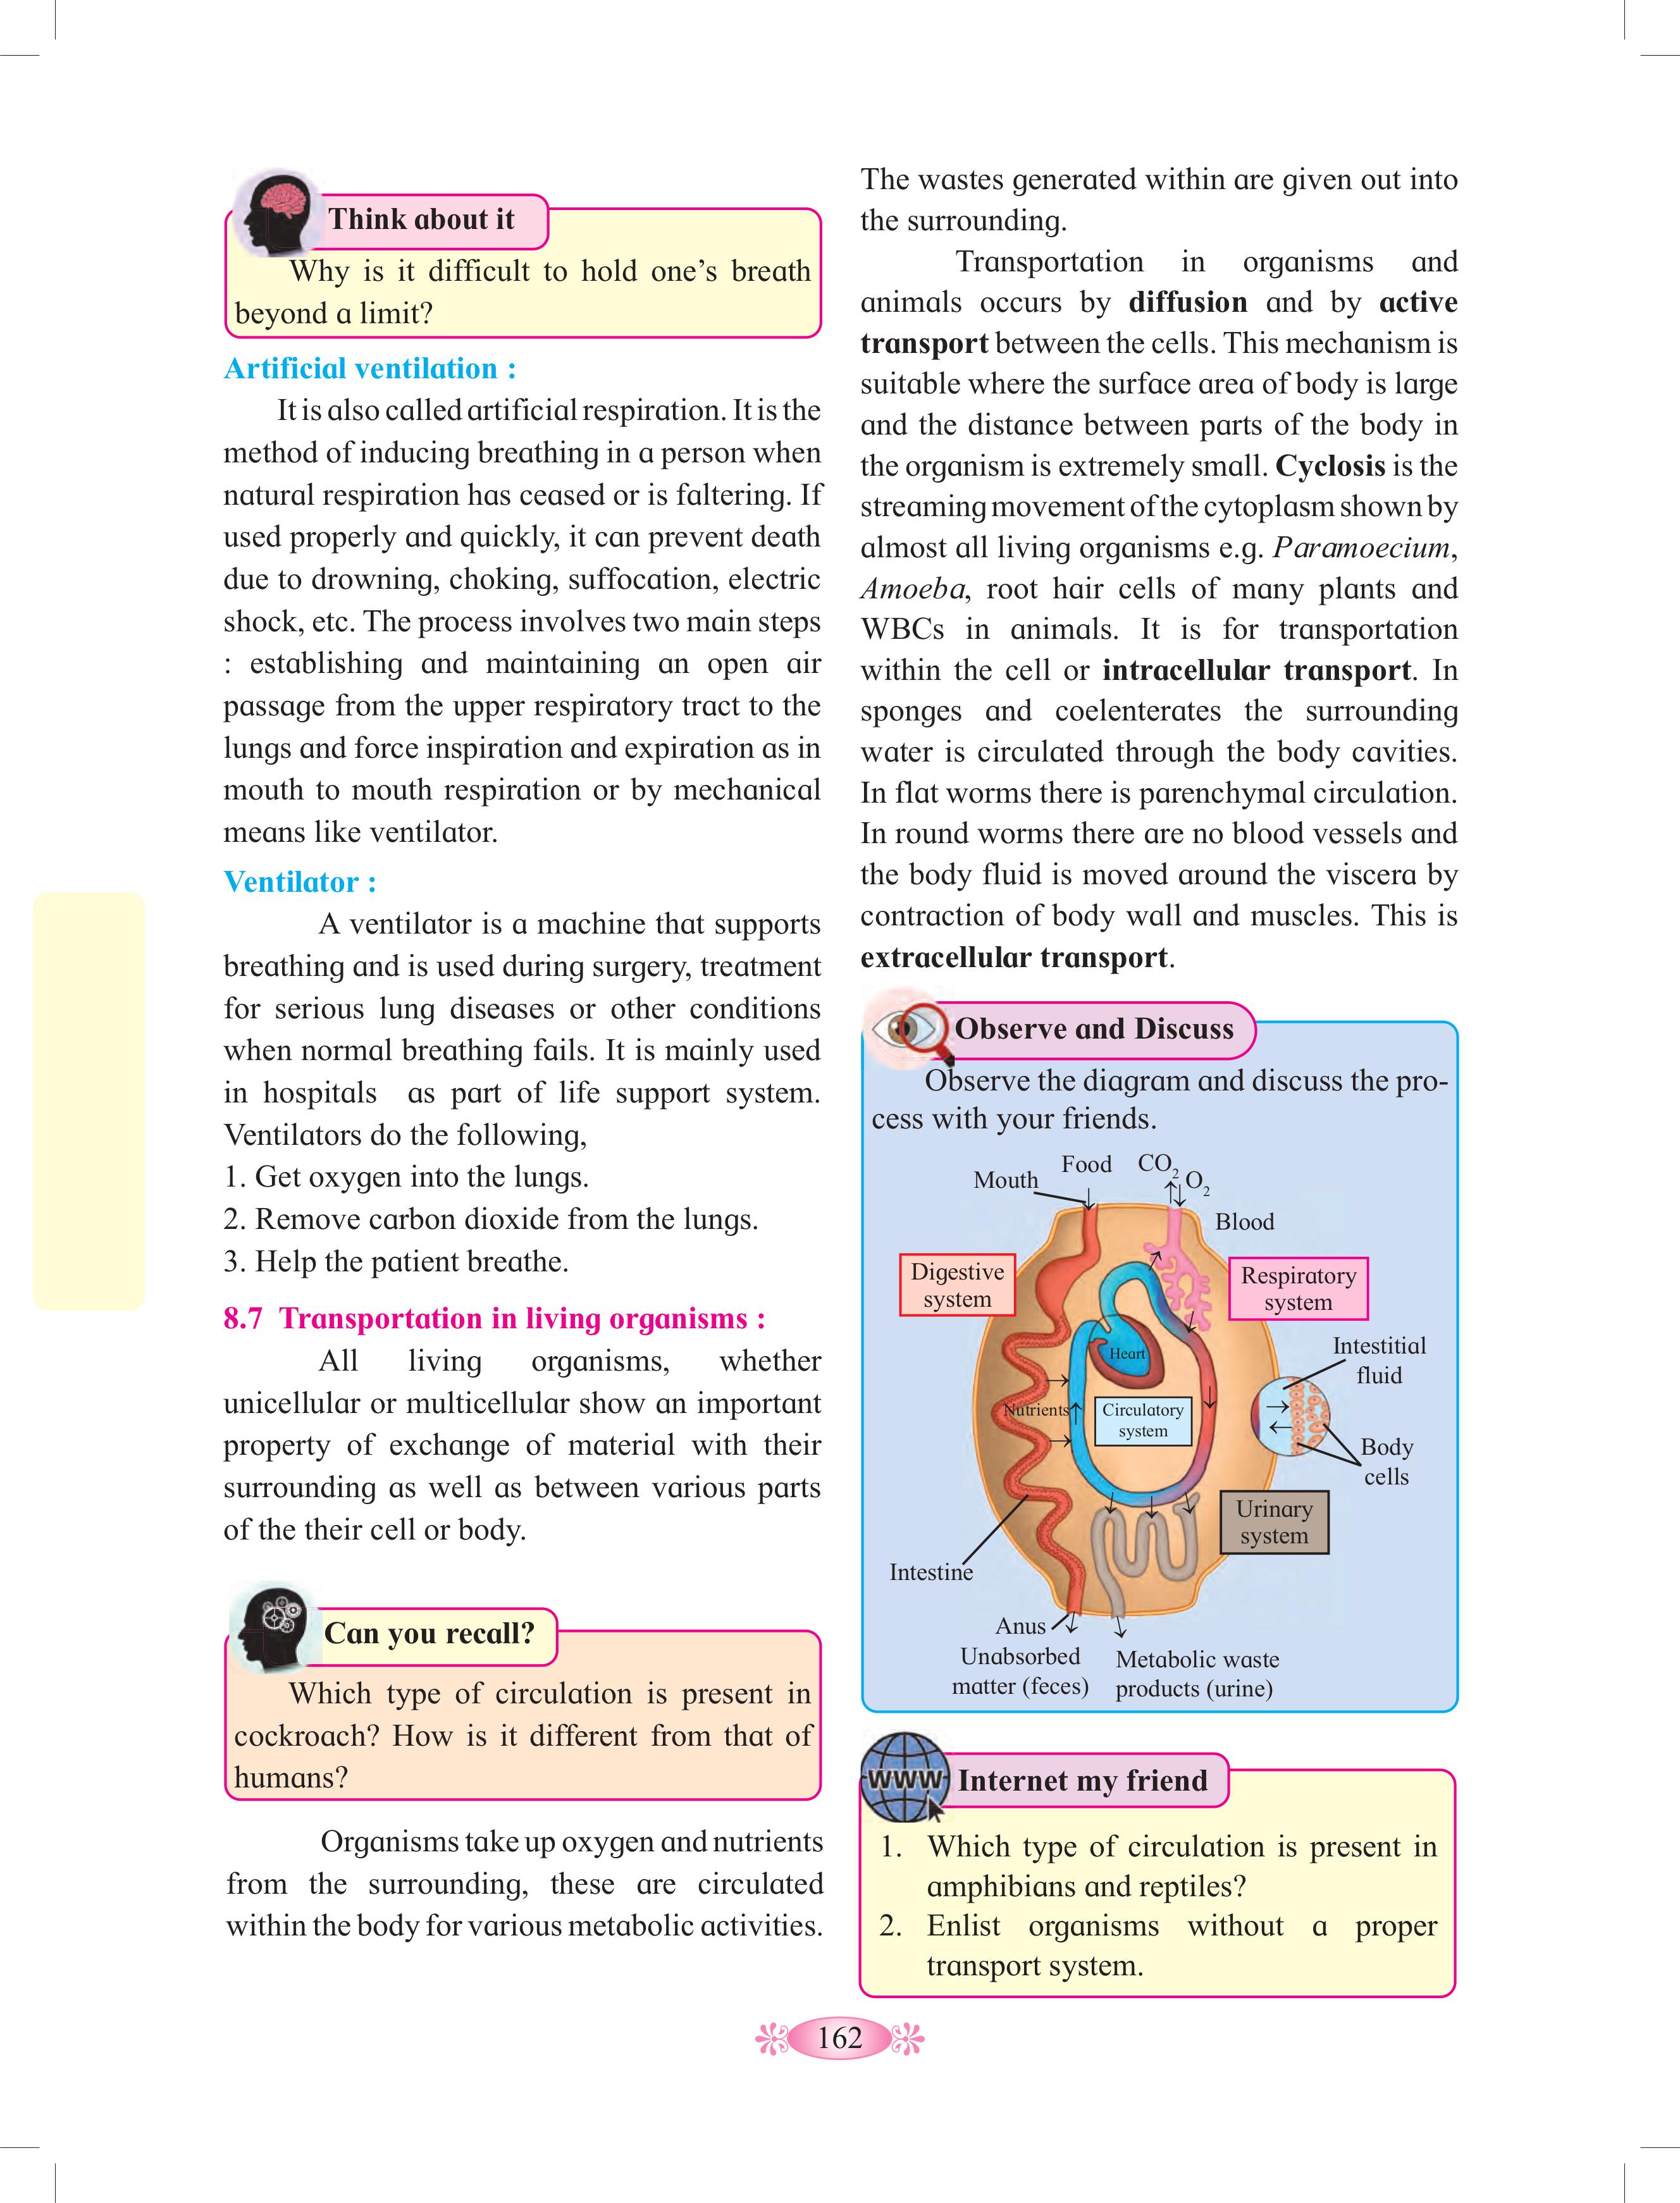 Think about it
Why is it difficult to hold one's breath
beyond a limit?
Artificial ventilation :
It is also called artificial respiration. It is the
method of inducing breathing in a person when
natural respiration has ceased or is faltering. If
used properly and quickly, it can prevent death
due to drowning, choking, suffocation, electric
shock, etc. The process involves two main steps
: establishing and maintaining an open air
passage from the upper respiratory tract to the
lungs and force inspiration and expiration as in
mouth to mouth respiration or by mechanical
means like ventilator.
Ventilator :
A ventilator is a machine that supports
breathing and is used during surgery, treatment
for serious lung diseases or other conditions
when normal breathing fails. It is mainly used
in hospitals as part of life support system.
Ventilators do the following,
1. Get oxygen into the lungs.
2. Remove carbon dioxide from the lungs.
3. Help the patient breathe.
8.7 Transportation in living organisms :
All living organisms, whether
unicellular or multicellular show an important
property of exchange of material with their
surrounding as well as between various parts
of the their cell or body.
Can you recall?
Which type of circulation is present in
cockroach? How is it different from that of
humans?
Organisms take up oxygen and nutrients
from the surrounding, these are circulated
within the body for various metabolic activities.
The wastes generated within are given out into
the surrounding.
Transportation in organisms and
animals occurs by diffusion and by active
transport between the cells. This mechanism is
suitable where the surface area of body is large
and the distance between parts of the body in
the organism is extremely small. Cyclosis is the
streaming movement of the cytoplasm shown by
almost all living organisms e.g. Paramoecium,
Amoeba, root hair cells of many plants and
WBCs in animals. It is for transportation
within the cell or intracellular transport. In
sponges and coelenterates the surrounding
water is circulated through the body cavities.
In flat worms there is parenchymal circulation.
In round worms there are no blood vessels and
the body fluid is moved around the viscera by
contraction of body wall and muscles. This is
extracellular transport.
Observe and Discuss
Observe the diagram and discuss the pro-
cess with your friends.
Mouth
Food
CO2
O2
Blood
Digestive
system
Respiratory
system
Heart
Intestitial
fluid
Nutrients
Circulatory
system
Body
cells
Urinary
system
Intestine
Anus
Unabsorbed
matter (feces)
Metabolic waste
products (urine)
www
Internet my friend
1. Which type of circulation is present in
amphibians and reptiles?
2. Enlist organisms without a proper
transport system.
162